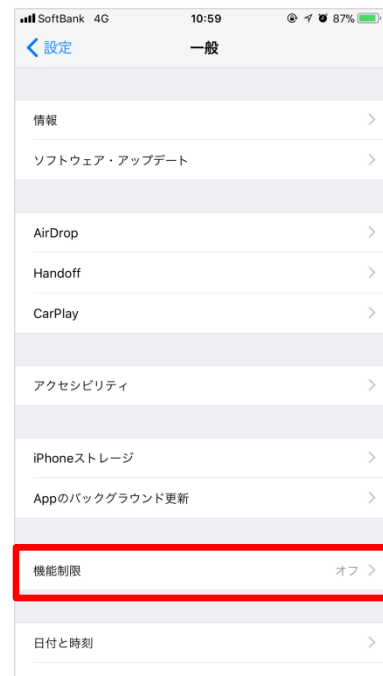 SoftBank 4G 10:59 87%
設定 一般
情報
ソフトウェア・アップデート
AirDrop
Handoff
CarPlay
アクセシビリティ
iPhoneストレージ
Appのバックグラウンド更新
機能制限 オフ
日付と時刻